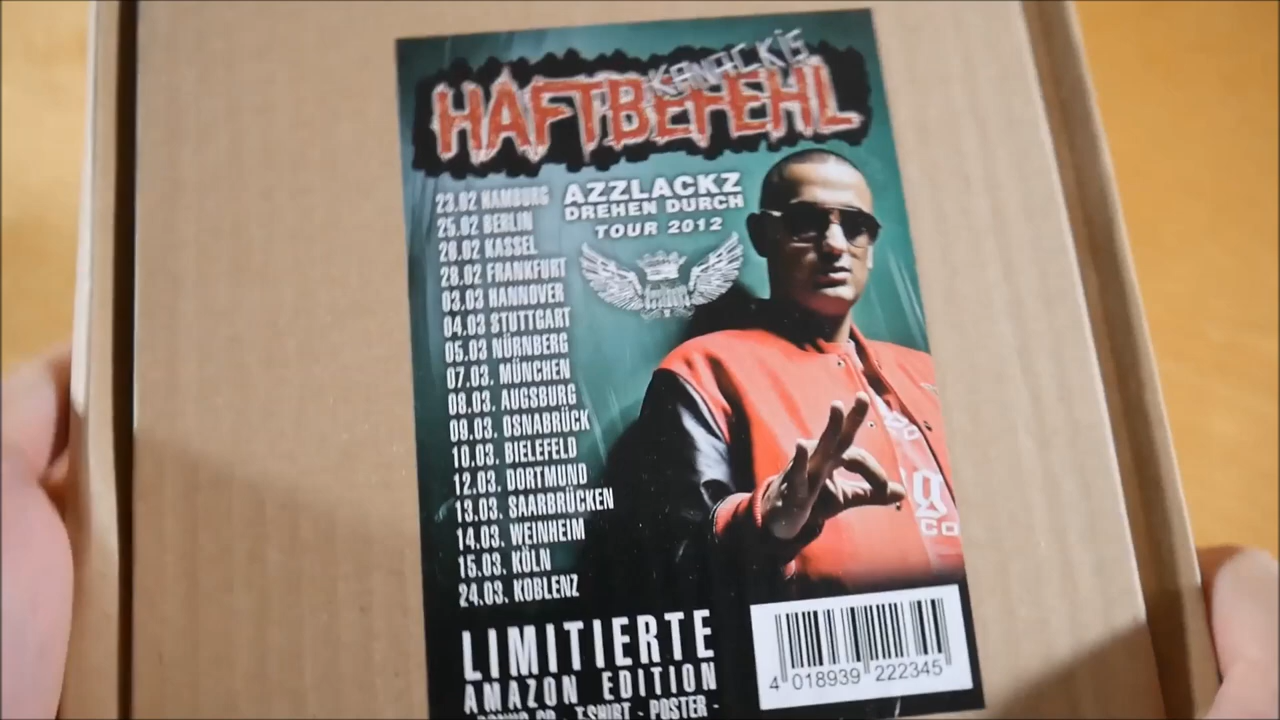 KANACKIS
HAFTBEFEHL
AZZLACKZ
DREHEN DURCH
TOUR 2012
23.02 HAMBURG
25.02 BERLIN
26.02 KASSEL
28.02 FRANKFURT
03.03 HANNOVER
04.03 STUTTGART
05.03 NÜRNBERG
07.03. MÜNCHEN
08.03. AUGSBURG
09.03. OSNABRÜCK
10.03. BIELEFELD
12.03. DORTMUND
13.03. SAARBRÜCKEN
14.03. WEINHEIM
15.03. KÖLN
24.03. KOBLENZ
LIMITIERTE
AMAZON EDITION
CD - T-SHIRT - POSTER -
4 018939 222345